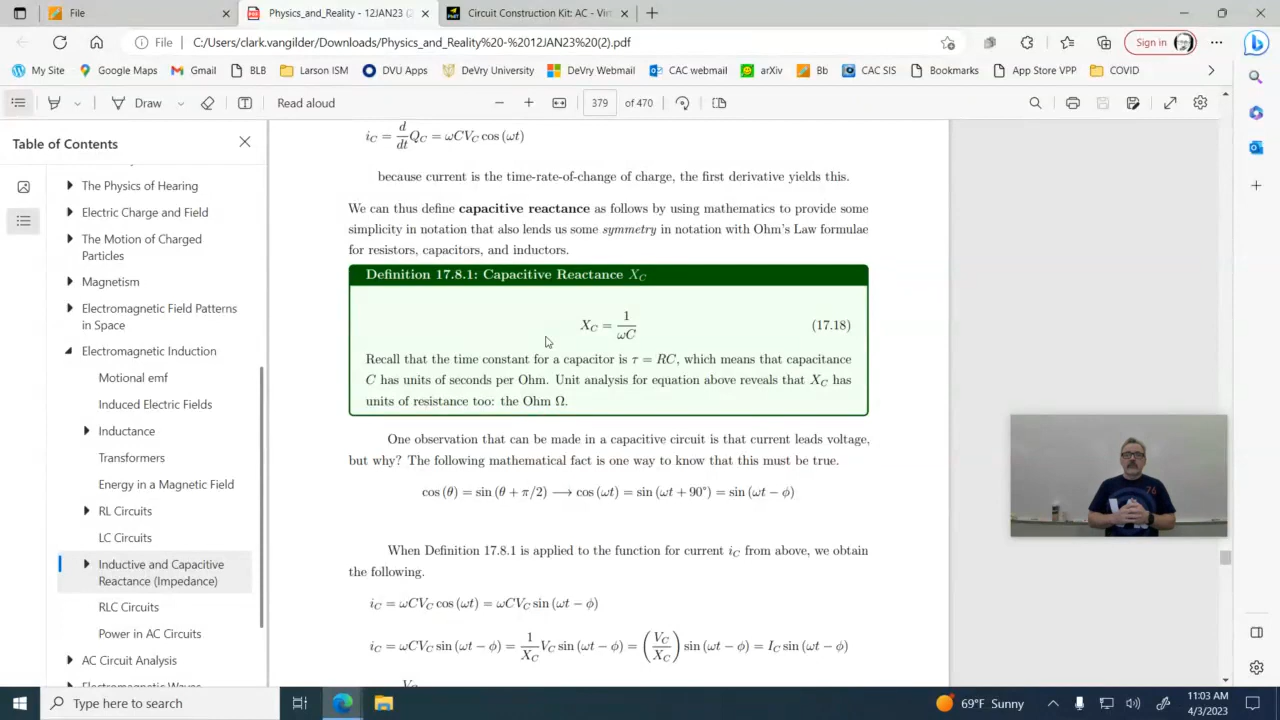 File
Physics_and_Reality - 12JAN23 (2
Circuit Construction Kit: AC - Vir
File
C:/Users/clark.vangilder/Downloads/Physics_and_Reality%20-%2012JAN23%20(2).pdf
Sign in
My Site
Google Maps
Gmail
BLB
Larson ISM
DVU Apps
DeVry University
DeVry Webmail
CAC webmail
arXiv
Bb
CAC SIS
Bookmarks
App Store VPP
COVID
Draw
Read aloud
379 of 470
Table of Contents
The Physics of Hearing
Electric Charge and Field
The Motion of Charged
Particles
Magnetism
Electromagnetic Field Patterns
in Space
Electromagnetic Induction
Motional emf
Induced Electric Fields
Inductance
Transformers
Energy in a Magnetic Field
RL Circuits
LC Circuits
Inductive and Capacitive
Reactance (Impedance)
RLC Circuits
Power in AC Circuits
AC Circuit Analysis
Electromagnetic Waves
i_C = d/dt Q_C = ωCV_C cos (ωt)
because current is the time-rate-of-change of charge, the first derivative yields this.
We can thus define capacitive reactance as follows by using mathematics to provide some
simplicity in notation that also lends us some symmetry in notation with Ohm's Law formulae
for resistors, capacitors, and inductors.
Definition 17.8.1: Capacitive Reactance X_C
X_C = 1/ωC (17.18)
Recall that the time constant for a capacitor is τ = RC, which means that capacitance
C has units of seconds per Ohm. Unit analysis for equation above reveals that X_C has
units of resistance too: the Ohm Ω.
One observation that can be made in a capacitive circuit is that current leads voltage,
but why? The following mathematical fact is one way to know that this must be true.
cos (θ) = sin (θ + π/2) ⟶ cos (ωt) = sin (ωt + 90°) = sin (ωt − ϕ)
When Definition 17.8.1 is applied to the function for current i_C from above, we obtain
the following.
i_C = ωCV_C cos (ωt) = ωCV_C sin (ωt − ϕ)
i_C = ωCV_C sin (ωt − ϕ) = 1/X_C V_C sin (ωt − ϕ) = (V_C/X_C) sin (ωt − ϕ) = I_C sin (ωt − ϕ)
V_C
76
Type here to search
69°F Sunny
11:03 AM
4/3/2023